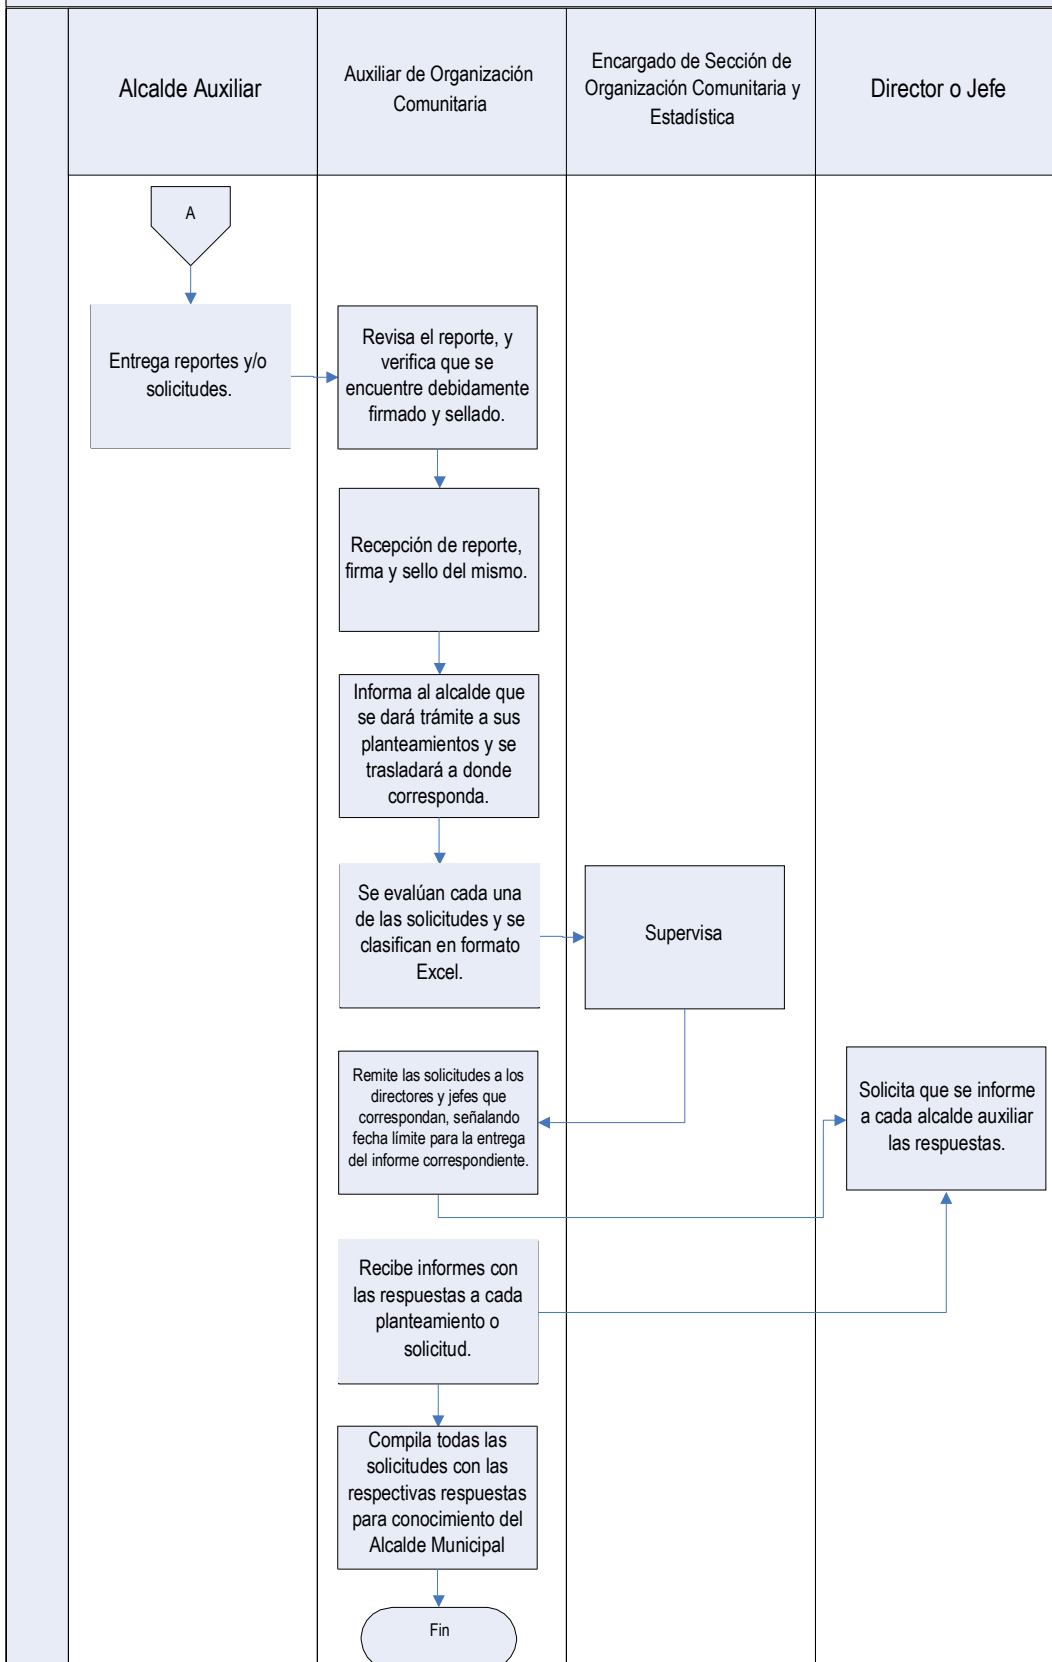 Alcalde Auxiliar
Auxiliar de Organización
Comunitaria
Encargado de Sección de
Organización Comunitaria y
Estadística
Director o Jefe
A
Entrega reportes y/o
solicitudes.
Revisa el reporte, y
verifica que se
encuentre debidamente
firmado y sellado.
Recepción de reporte,
firma y sello del mismo.
Informa al alcalde que
se dará trámite a sus
planteamientos y se
trasladará a donde
corresponda.
Se evalúan cada una
de las solicitudes y se
clasifican en formato
Excel.
Supervisa
Remite las solicitudes a los
directores y jefes que
correspondan, señalando
fecha límite para la entrega
del informe correspondiente.
Solicita que se informe
a cada alcalde auxiliar
las respuestas.
Recibe informes con
las respuestas a cada
planteamiento o
solicitud.
Compila todas las
solicitudes con las
respectivas respuestas
para conocimiento del
Alcalde Municipal
Fin